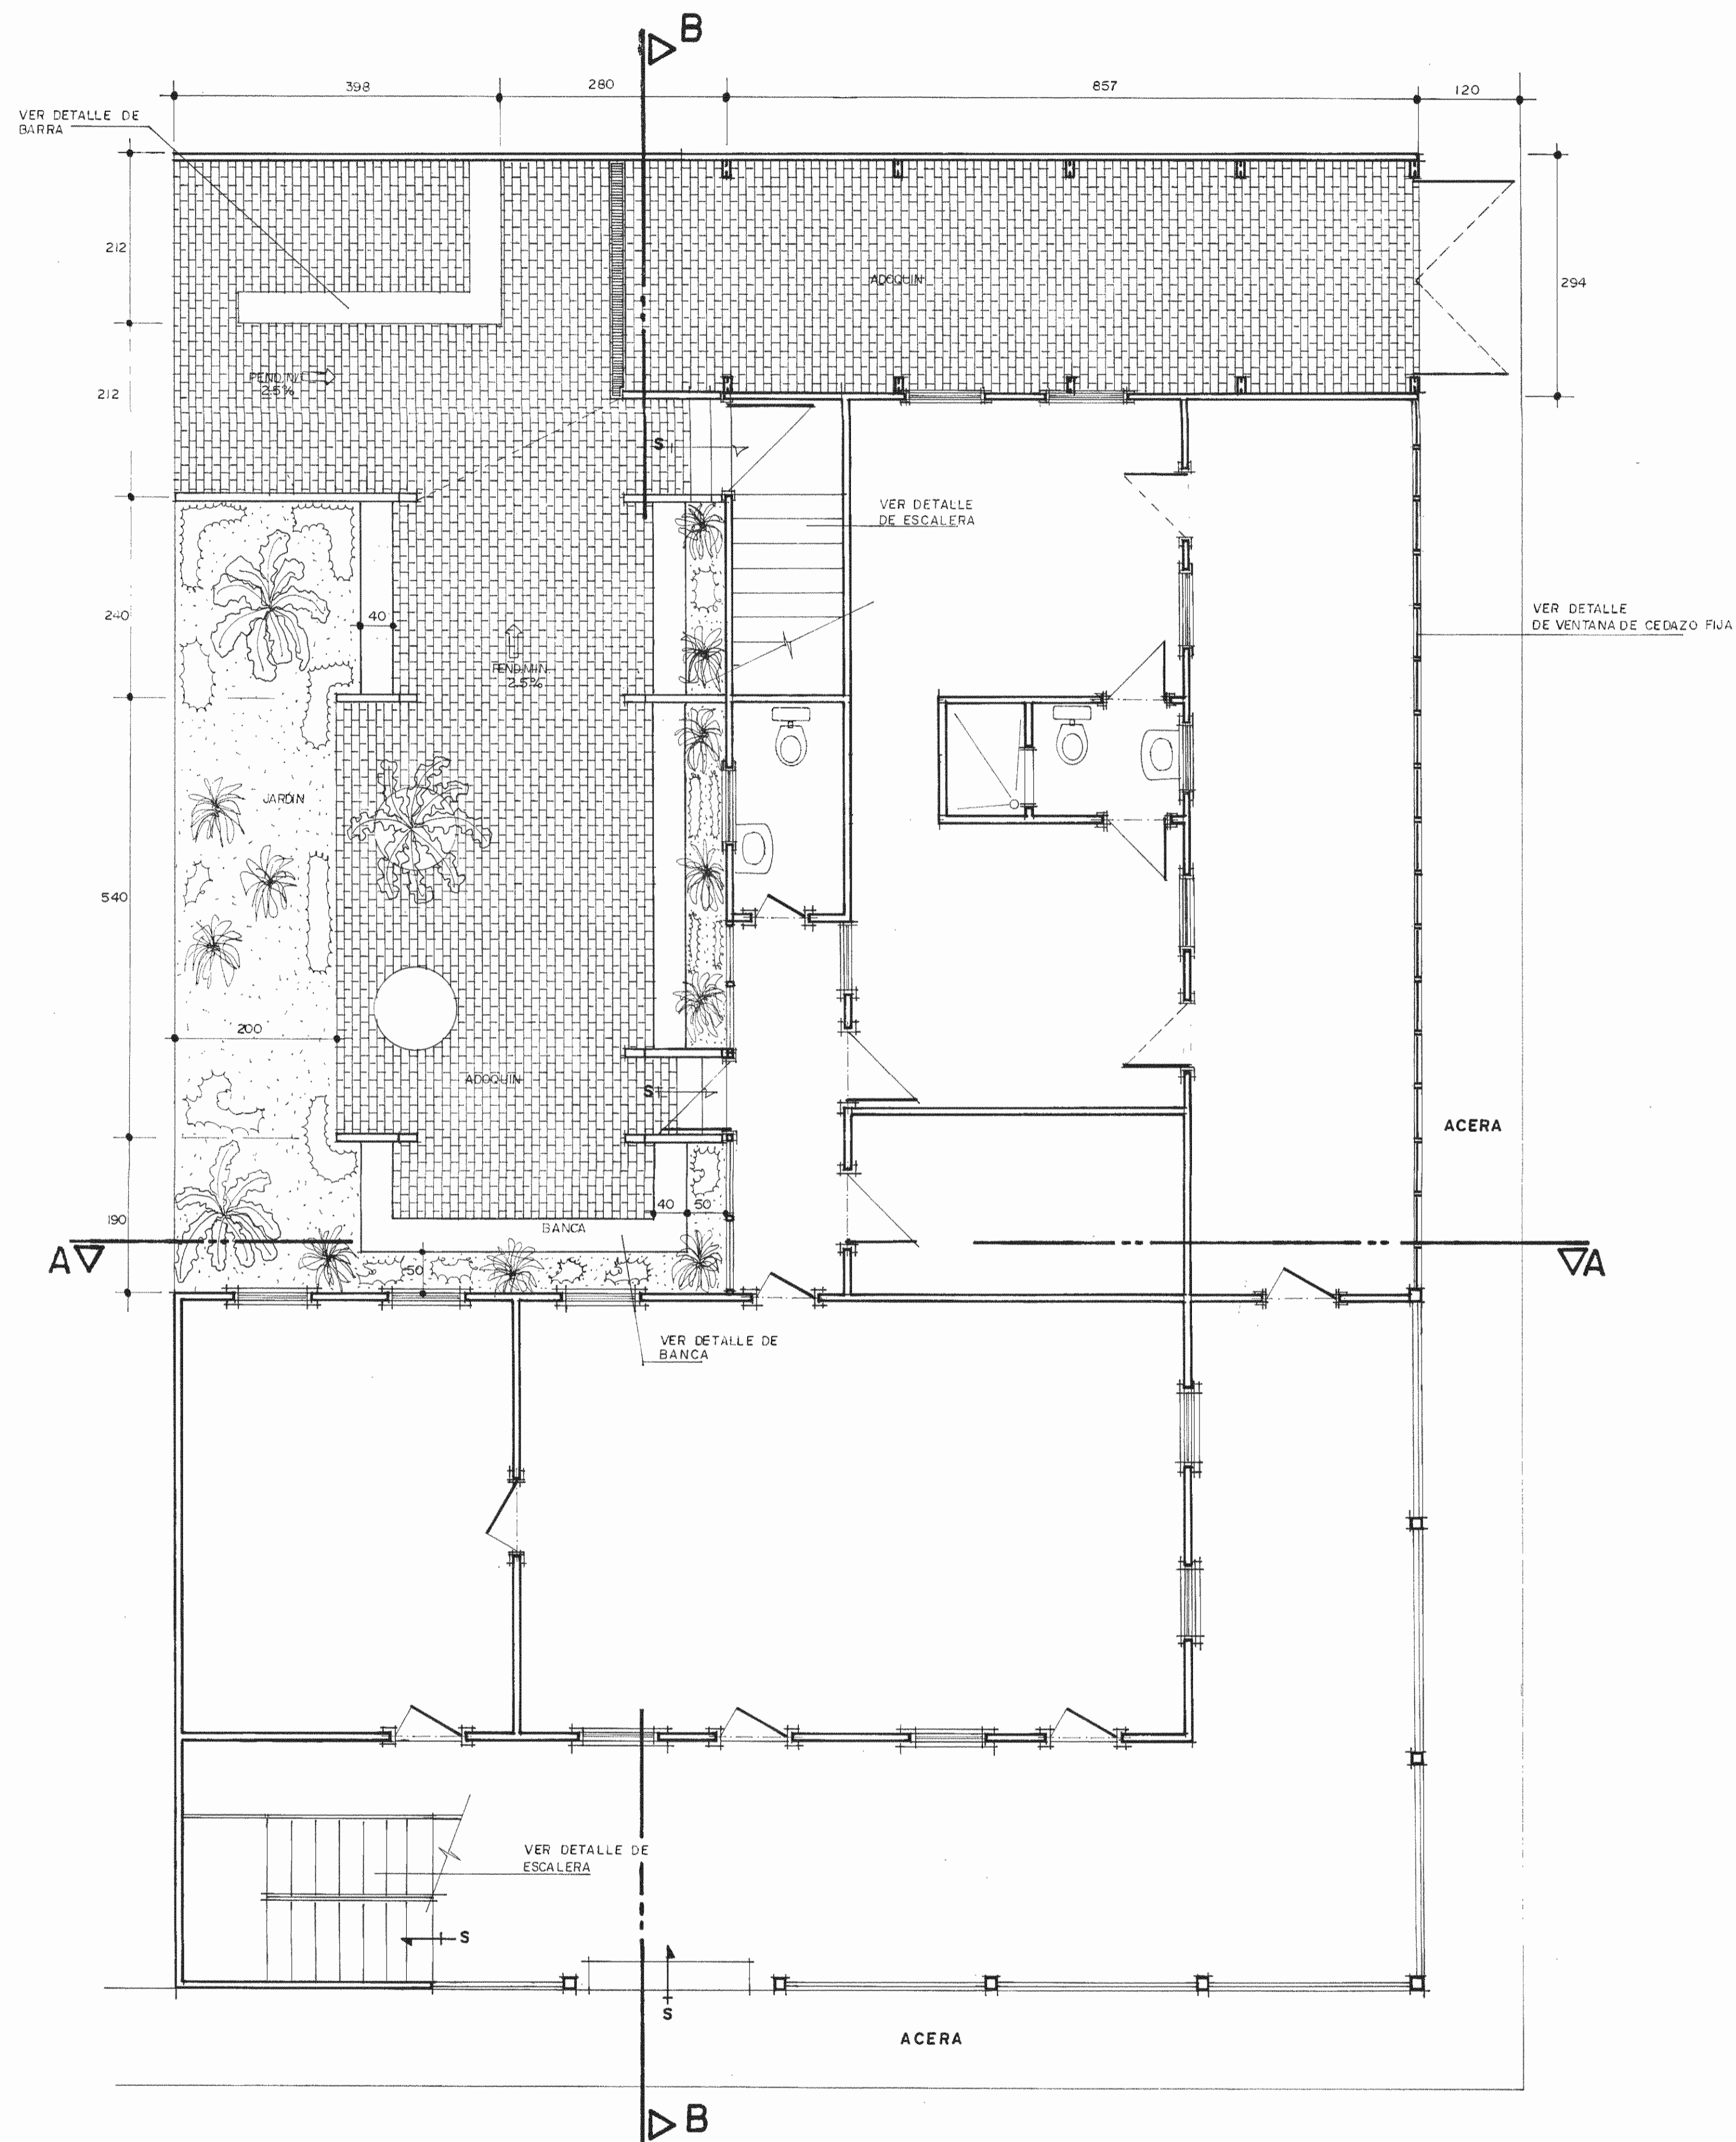 B
398
280
857
120
VER DETALLE DE
BARRA
212
ADOQUIN
294
PEND.MIN
2.5%
212
S
VER DETALLE
DE ESCALERA
240
40
VER DETALLE
DE VENTANA DE CEDAZO FIJA
PEND.MIN
2.5%
JARDIN
540
200
ADOQUIN
S
ACERA
190
40
50
BANCA
A
A
50
VER DETALLE DE
BANCA
VER DETALLE DE
ESCALERA
S
S
ACERA
B